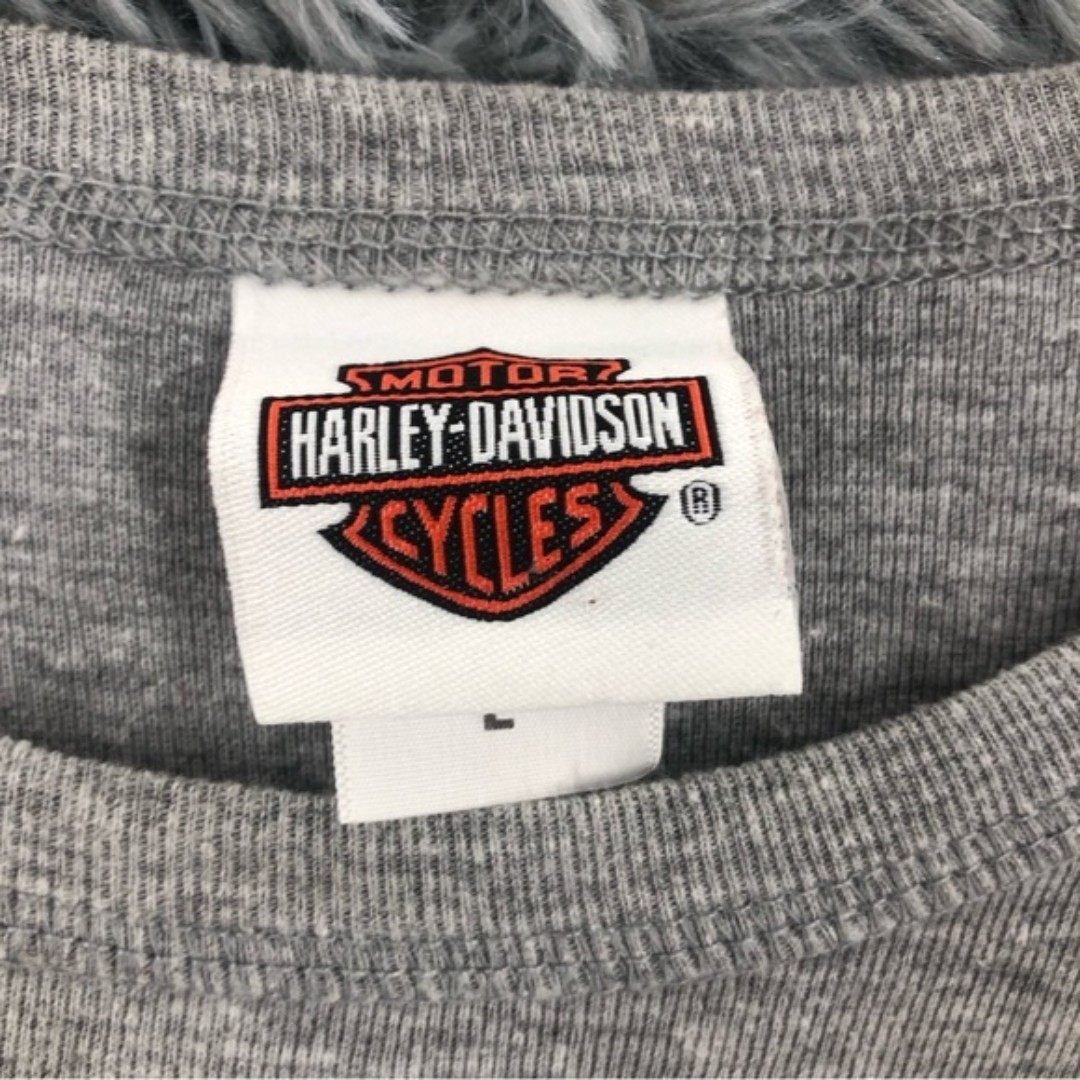 MOTOR
HARLEY-DAVIDSON
CYCLES
®
L